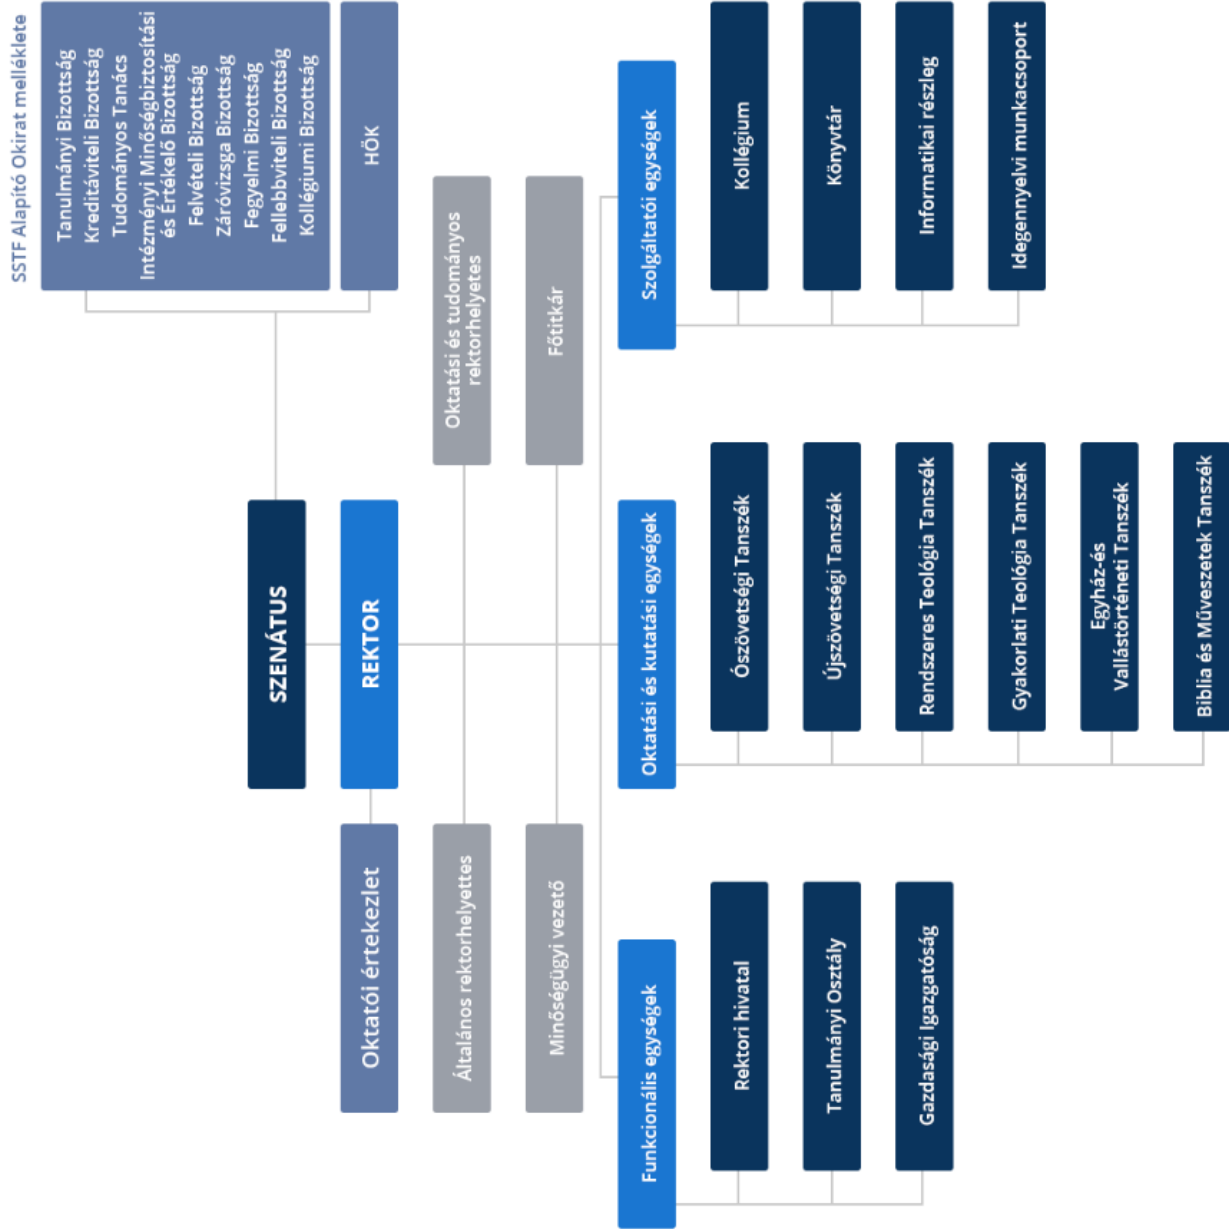 SSTF Alapító Okirat melléklete
Tanulmányi Bizottság
Kreditáviteli Bizottság
Tudományos Tanács
Intézményi Minőségbiztosítási
és Értékelő Bizottság
Felvételi Bizottság
Záróvizsga Bizottság
Fegyelmi Bizottság
Fellebbviteli Bizottság
Kollégiumi Bizottság
SZENÁTUS
Oktatói értekezlet
REKTOR
HÖK
Általános rektorhelyettes
Oktatási és tudományos
rektorhelyetes
Minőségügyi vezető
Főtitkár
Funkcionális egységek
Oktatási és kutatási egységek
Szolgáltatói egységek
Rektori hivatal
Tanulmányi Osztály
Gazdasági Igazgatóság
Ószövetségi Tanszék
Újszövetségi Tanszék
Rendszeres Teológia Tanszék
Gyakorlati Teológia Tanszék
Egyház-és
Vallástörténeti Tanszék
Biblia és Műveszetek Tanszék
Kollégium
Könyvtár
Informatikai részleg
Idegennyelvi munkacsoport